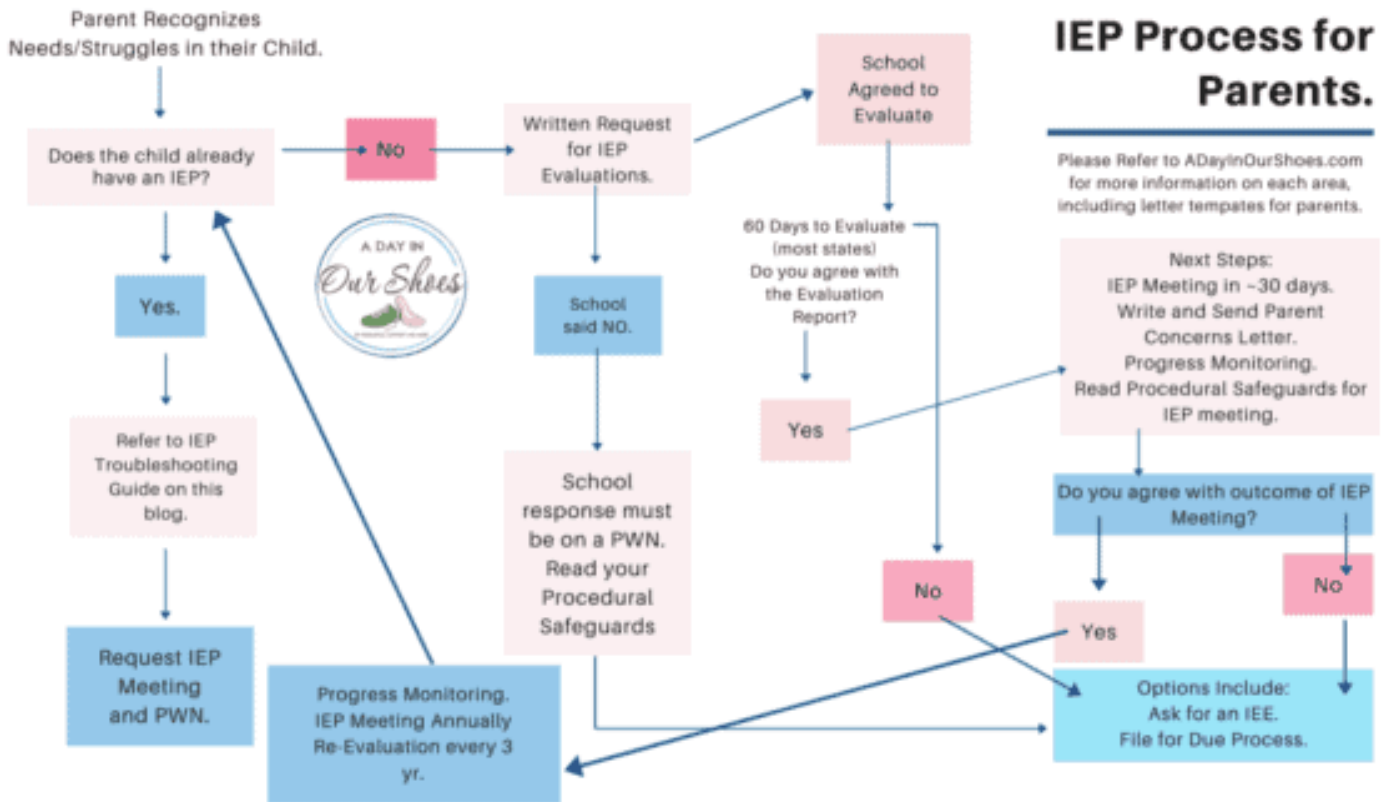 Parent Recognizes
Needs/Struggles in their Child.
IEP Process for
Parents.
Please Refer to ADayInOurShoes.com
for more information on each area,
including letter tempates for parents.
Does the child already
have an IEP?
No
Written Request
for IEP
Evaluations.
School
Agreed to
Evaluate
A DAY IN
Our Shoes
Yes.
School
said NO.
60 Days to Evaluate
(most states)
Do you agree with
the Evaluation
Report?
Next Steps:
IEP Meeting in ~30 days.
Write and Send Parent
Concerns Letter.
Progress Monitoring.
Read Procedural Safeguards for
IEP meeting.
Yes
Refer to IEP
Troubleshooting
Guide on this
blog.
School
response must
be on a PWN.
Read your
Procedural
Safeguards
Do you agree with outcome of IEP
Meeting?
No
No
Yes
Request IEP
Meeting
and PWN.
Progress Monitoring.
IEP Meeting Annually
Re-Evaluation every 3
yr.
Options Include:
Ask for an IEE.
File for Due Process.